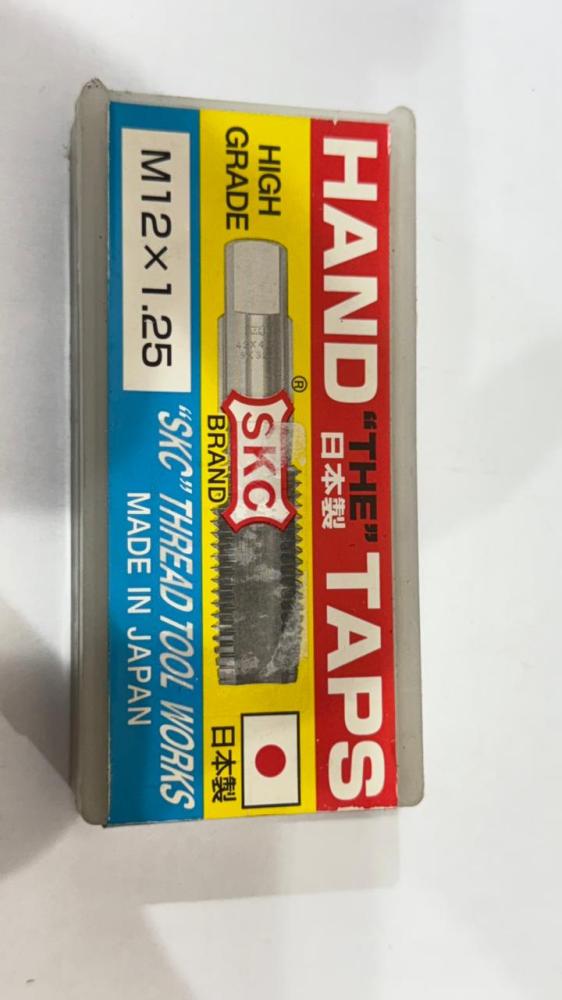 HAND "THE" TAPS
日本製
HIGH
GRADE
SKC
®
BRAND
日本製
M12×1.25
"SKC" THREAD TOOL WORKS
MADE IN JAPAN